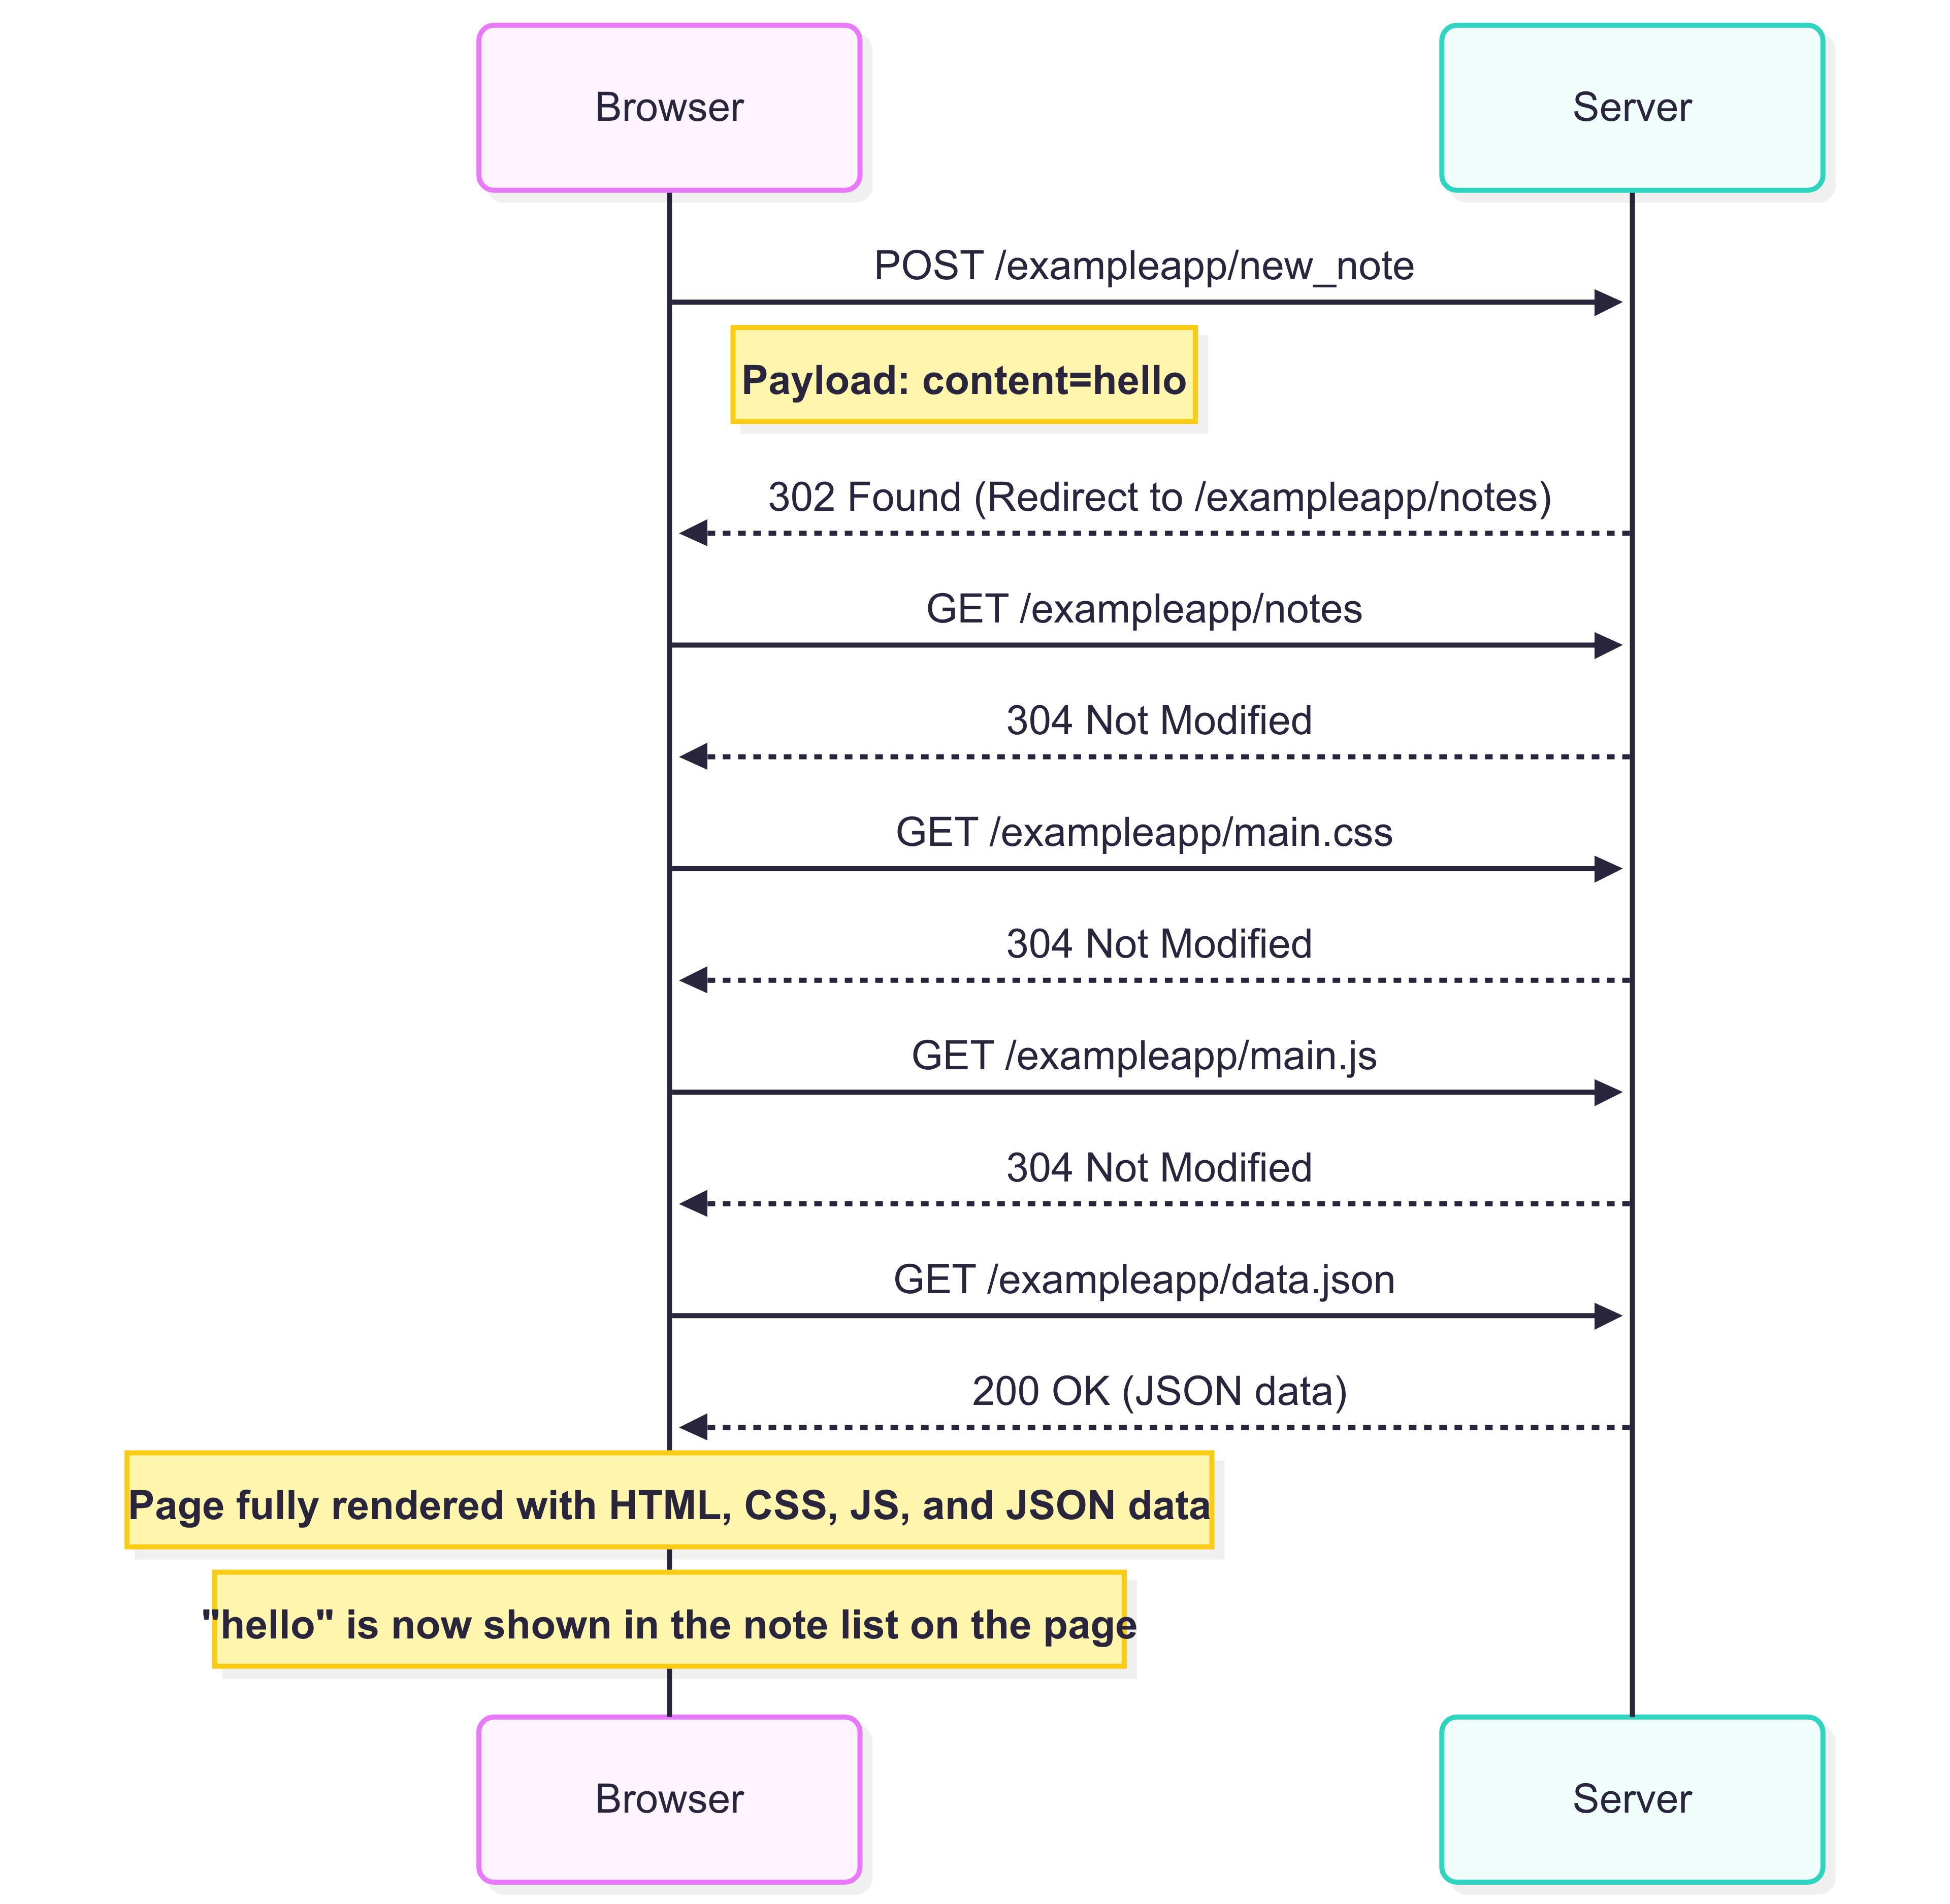 Browser
Server
POST /exampleapp/new_note
Payload: content=hello
302 Found (Redirect to /exampleapp/notes)
GET /exampleapp/notes
304 Not Modified
GET /exampleapp/main.css
304 Not Modified
GET /exampleapp/main.js
304 Not Modified
GET /exampleapp/data.json
200 OK (JSON data)
Page fully rendered with HTML, CSS, JS, and JSON data
"hello" is now shown in the note list on the page
Browser
Server